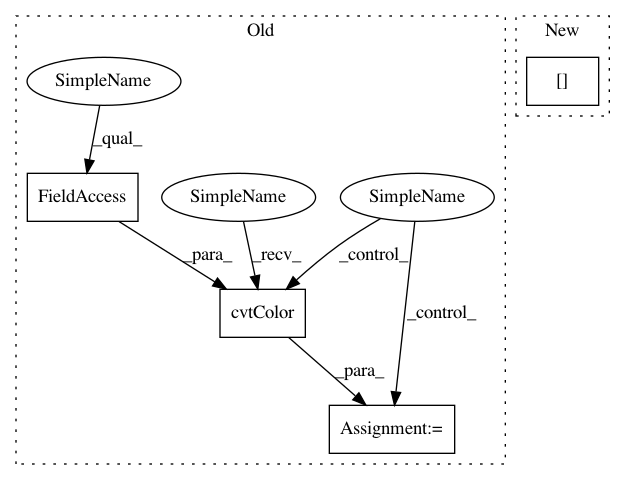 Old
New
SimpleName
[]
_qual_
FieldAccess
SimpleName
SimpleName
_para_
_recv_
_control_
_control_
cvtColor
_para_
Assignment:=